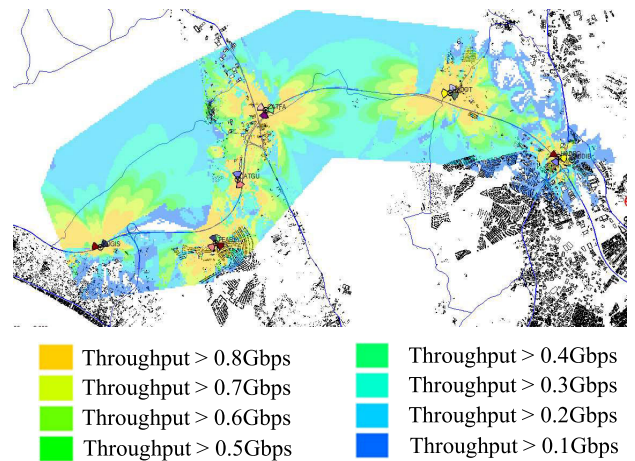 ATGU
Throughput > 0.8Gbps
Throughput > 0.7Gbps
Throughput > 0.6Gbps
Throughput > 0.5Gbps
Throughput > 0.4Gbps
Throughput > 0.3Gbps
Throughput > 0.2Gbps
Throughput > 0.1Gbps